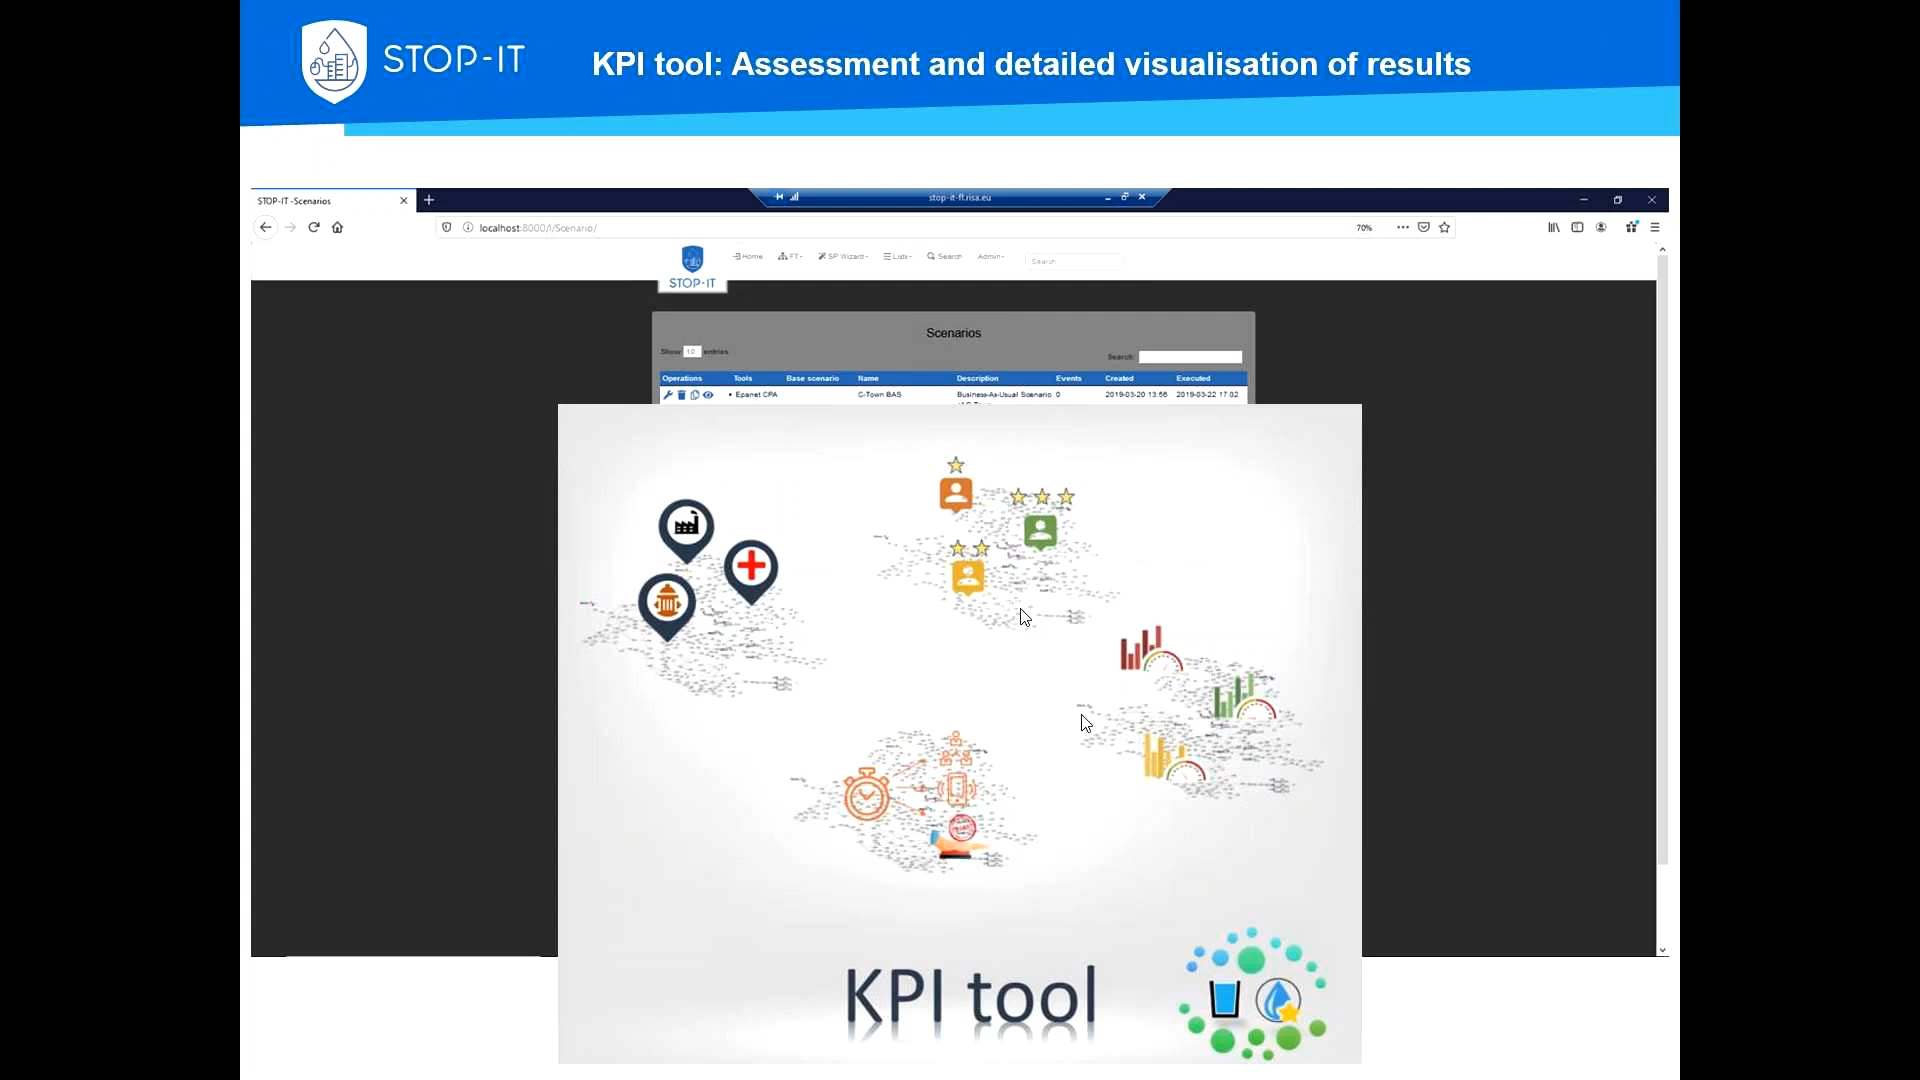 STOP-IT
KPI tool: Assessment and detailed visualisation of results
STOP-IT -Scenarios
stop-it-fl.risa.eu
localhost:8000/l/Scenario/
70%
Home
FT
SP Wizard
Lists
Search
Admin
Search
STOP-IT
Scenarios
Show 10 entries
Search:
Operations Tools Base scenario Name Description Events Created Executed
• Epanet CPA C-Town BAS Business-As-Usual Scenario 0 2019-03-20 13:56 2019-03-22 17:02
KPI tool